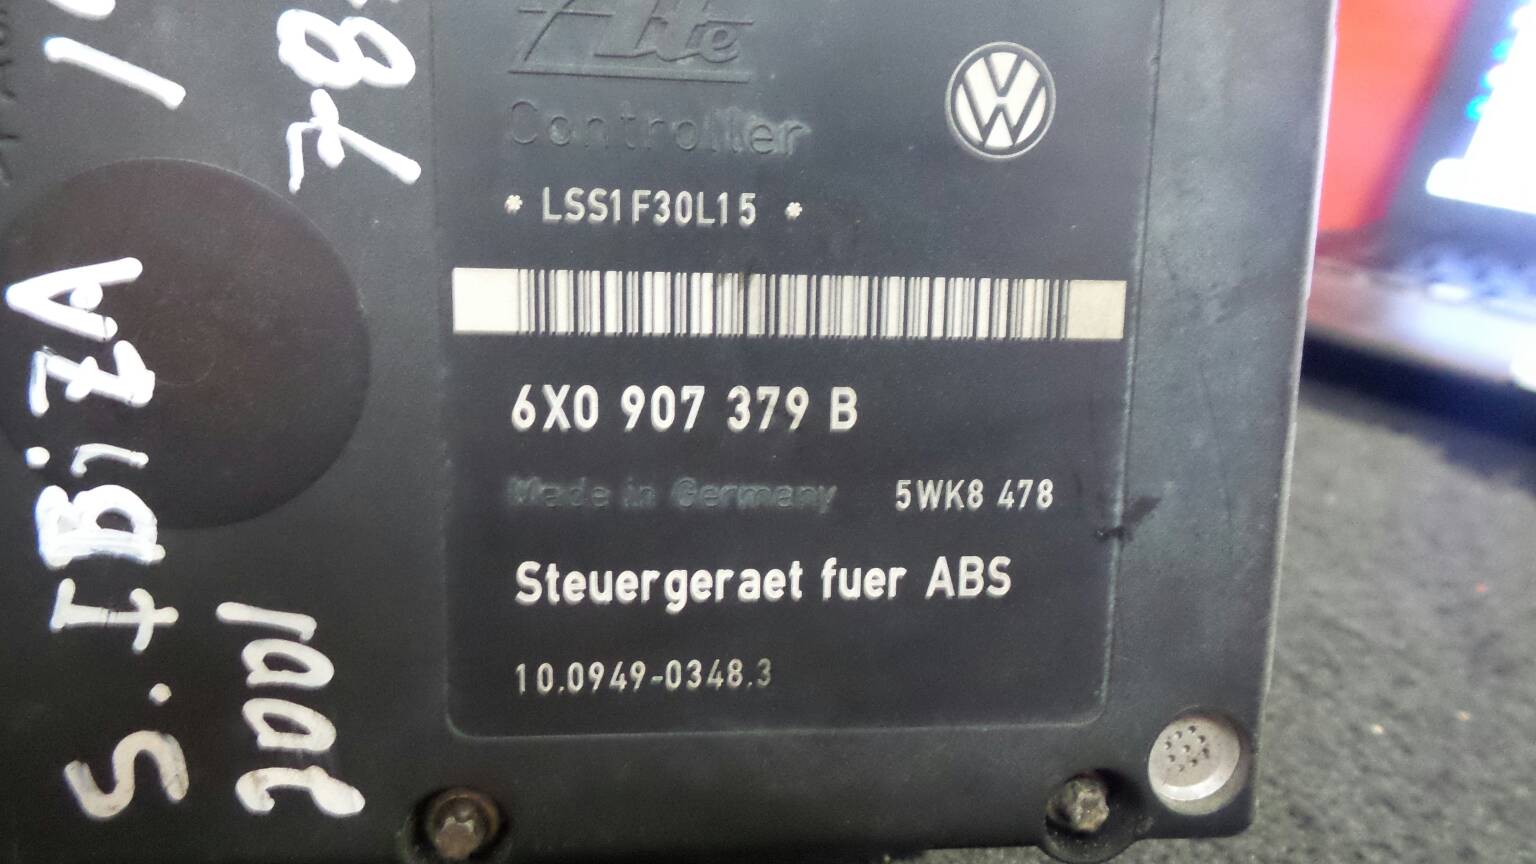 Ate
Controller
* LSS1F30L15 *
6X0 907 379 B
Made in Germany 5WK8 478
Steuergeraet fuer ABS
10.0949-0348.3
S. IBiZA